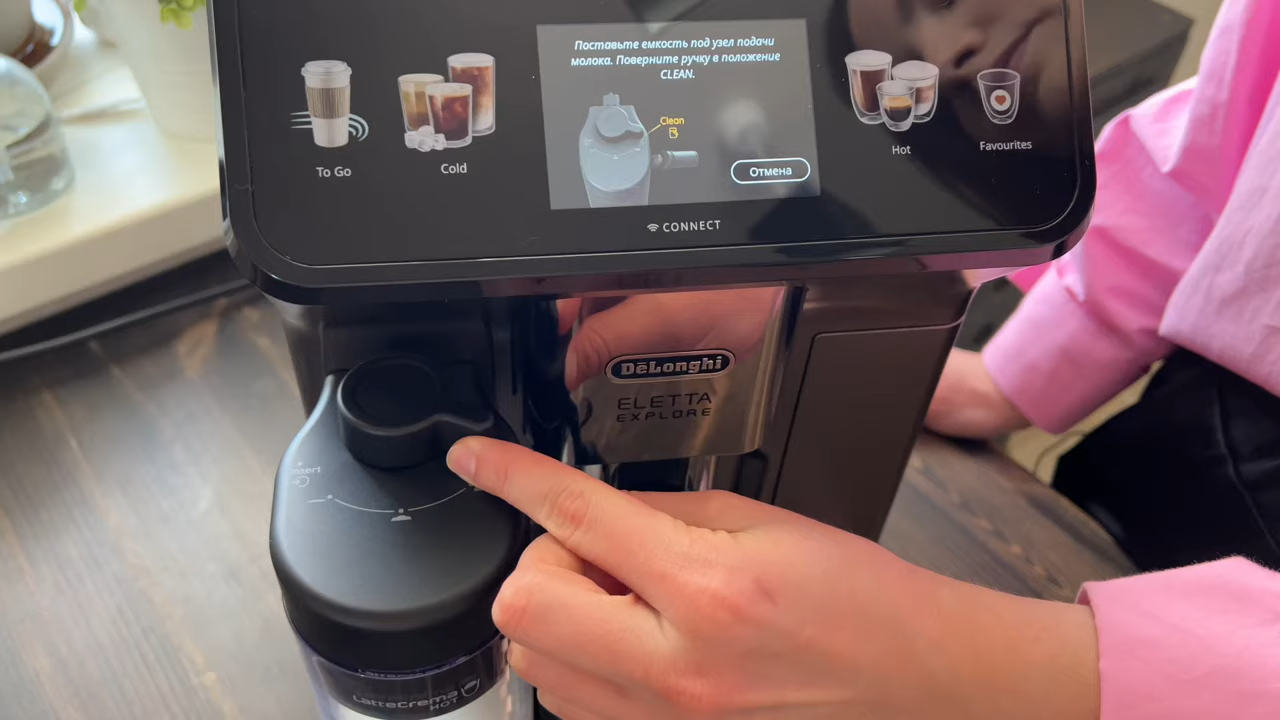 Поставьте емкость под узел подачи
молока. Поверните ручку в положение
CLEAN.
Clean
Отмена
To Go
Cold
Hot
Favourites
CONNECT
DeLonghi
ELETTA
EXPLORE
Insert
LatteCrema
HOT